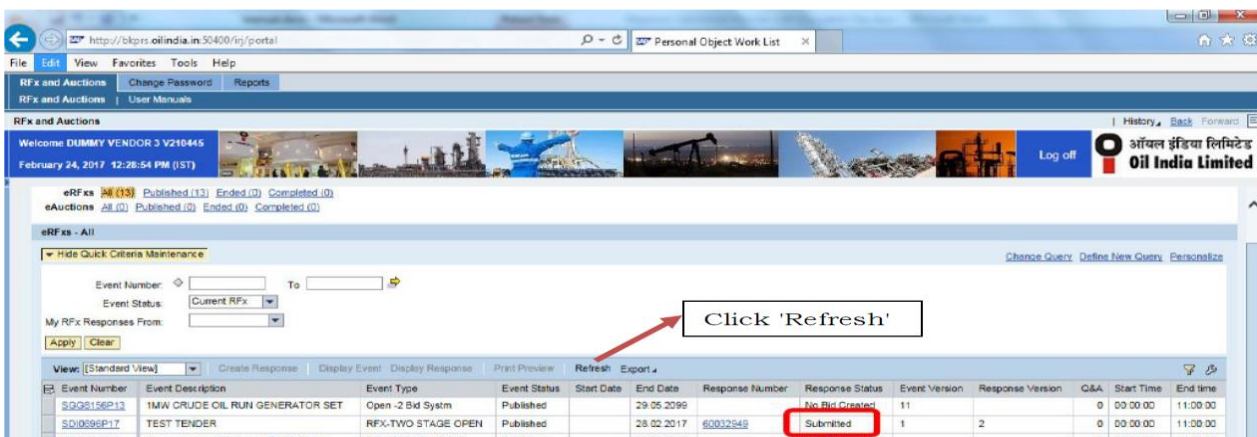 http://bkprs.oilindia.in:50400/irj/portal
Personal Object Work List
File Edit View Favorites Tools Help
RFx and Auctions Change Password Reports
RFx and Auctions | User Manuals
RFx and Auctions | History Back Forward
Welcome DUMMY VENDOR 3 V210445
February 24, 2017 12:28:54 PM (IST)
Log off
ऑयल इंडिया लिमिटेड
Oil India Limited
eRFxs All (13) Published (13) Ended (0) Completed (0)
eAuctions All (0) Published (0) Ended (0) Completed (0)
eRFxs - All
Hide Quick Criteria Maintenance
Change Query Define New Query Personalize
Event Number: To
Event Status: Current RFx
My RFx Responses From:
Click 'Refresh'
Apply Clear
View: [Standard View] Create Response Display Event Display Response Print Preview Refresh Export
Event Number Event Description Event Type Event Status Start Date End Date Response Number Response Status Event Version Response Version Q&A Start Time End time
SGG8156P13 1MW CRUDE OIL RUN GENERATOR SET Open -2 Bid Systm Published 29.05.2099 No Bid Created 11 0 00:00:00 11:00:00
SDI0696P17 TEST TENDER RFX-TWO STAGE OPEN Published 28.02.2017 60032949 Submitted 1 2 0 00:00:00 11:00:00